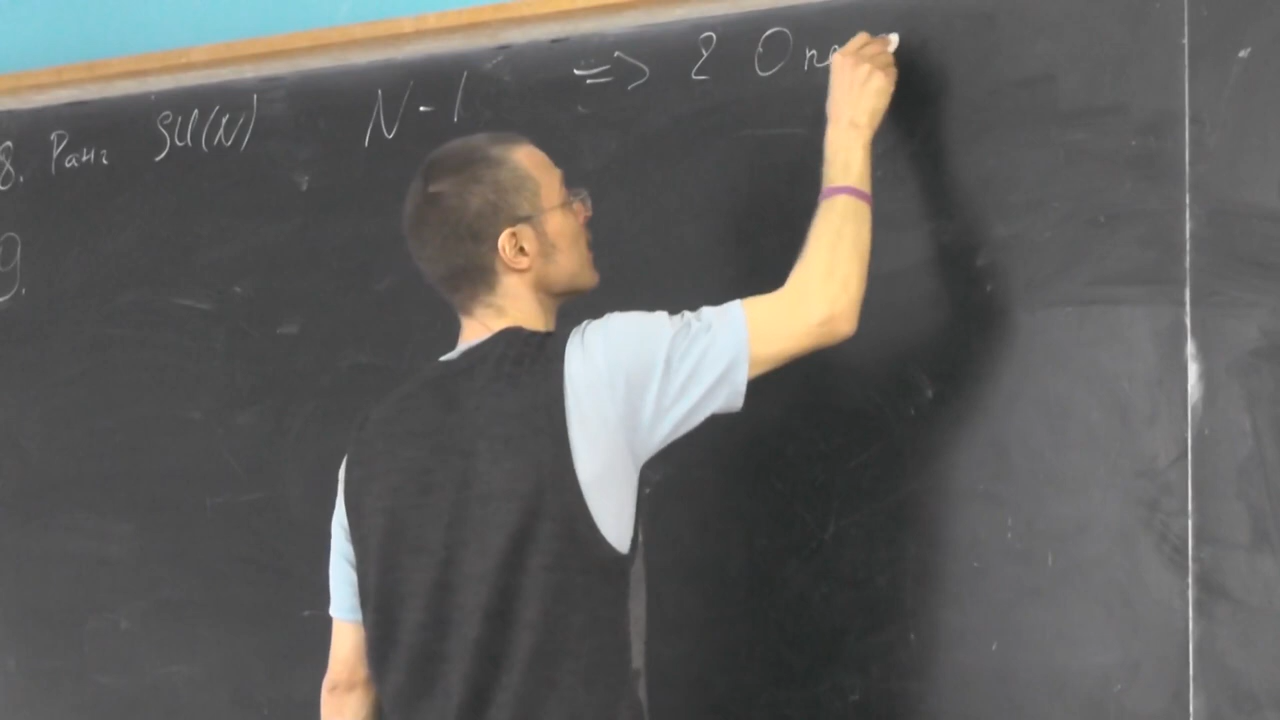 8. Ранг SU(N) N-1 => 2 Опе
9.